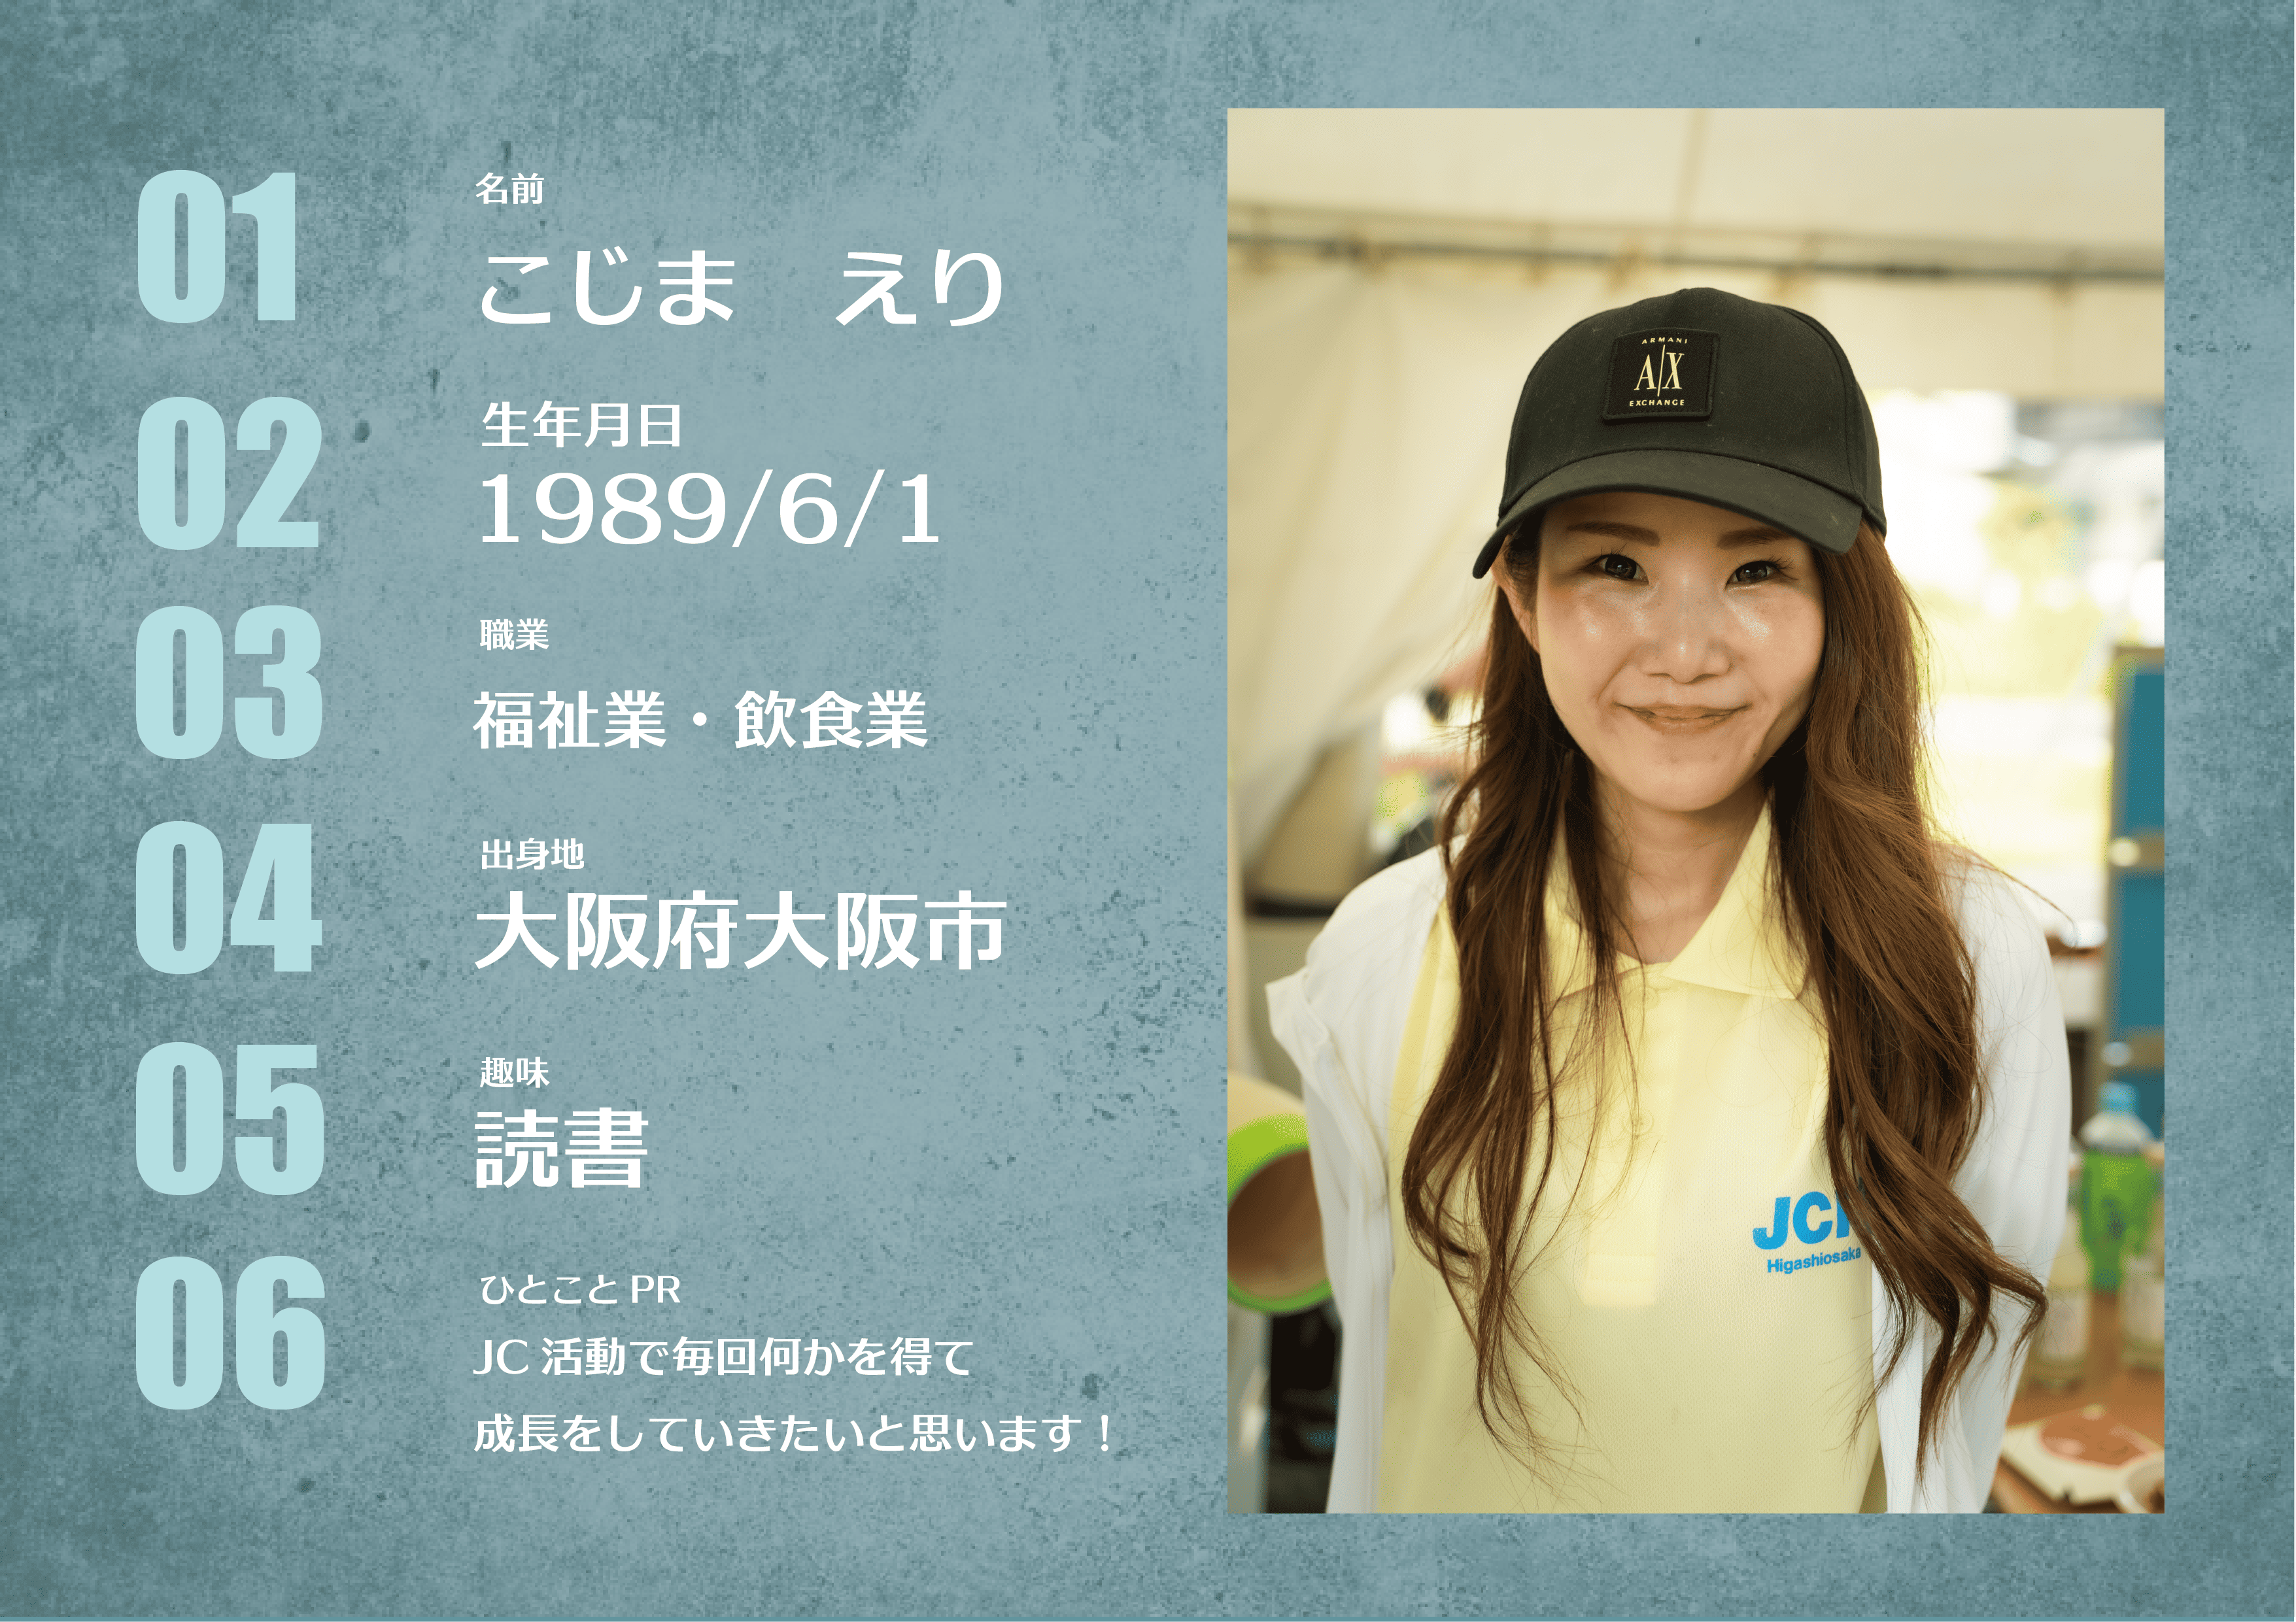 01
名前
こじま　えり
02
生年月日
1989/6/1
03
職業
福祉業・飲食業
04
出身地
大阪府大阪市
05
趣味
読書
06
ひとこと PR
JC 活動で毎回何かを得て
成長をしていきたいと思います！
ARMANI
A|X
EXCHANGE
JCI
Higashiosaka